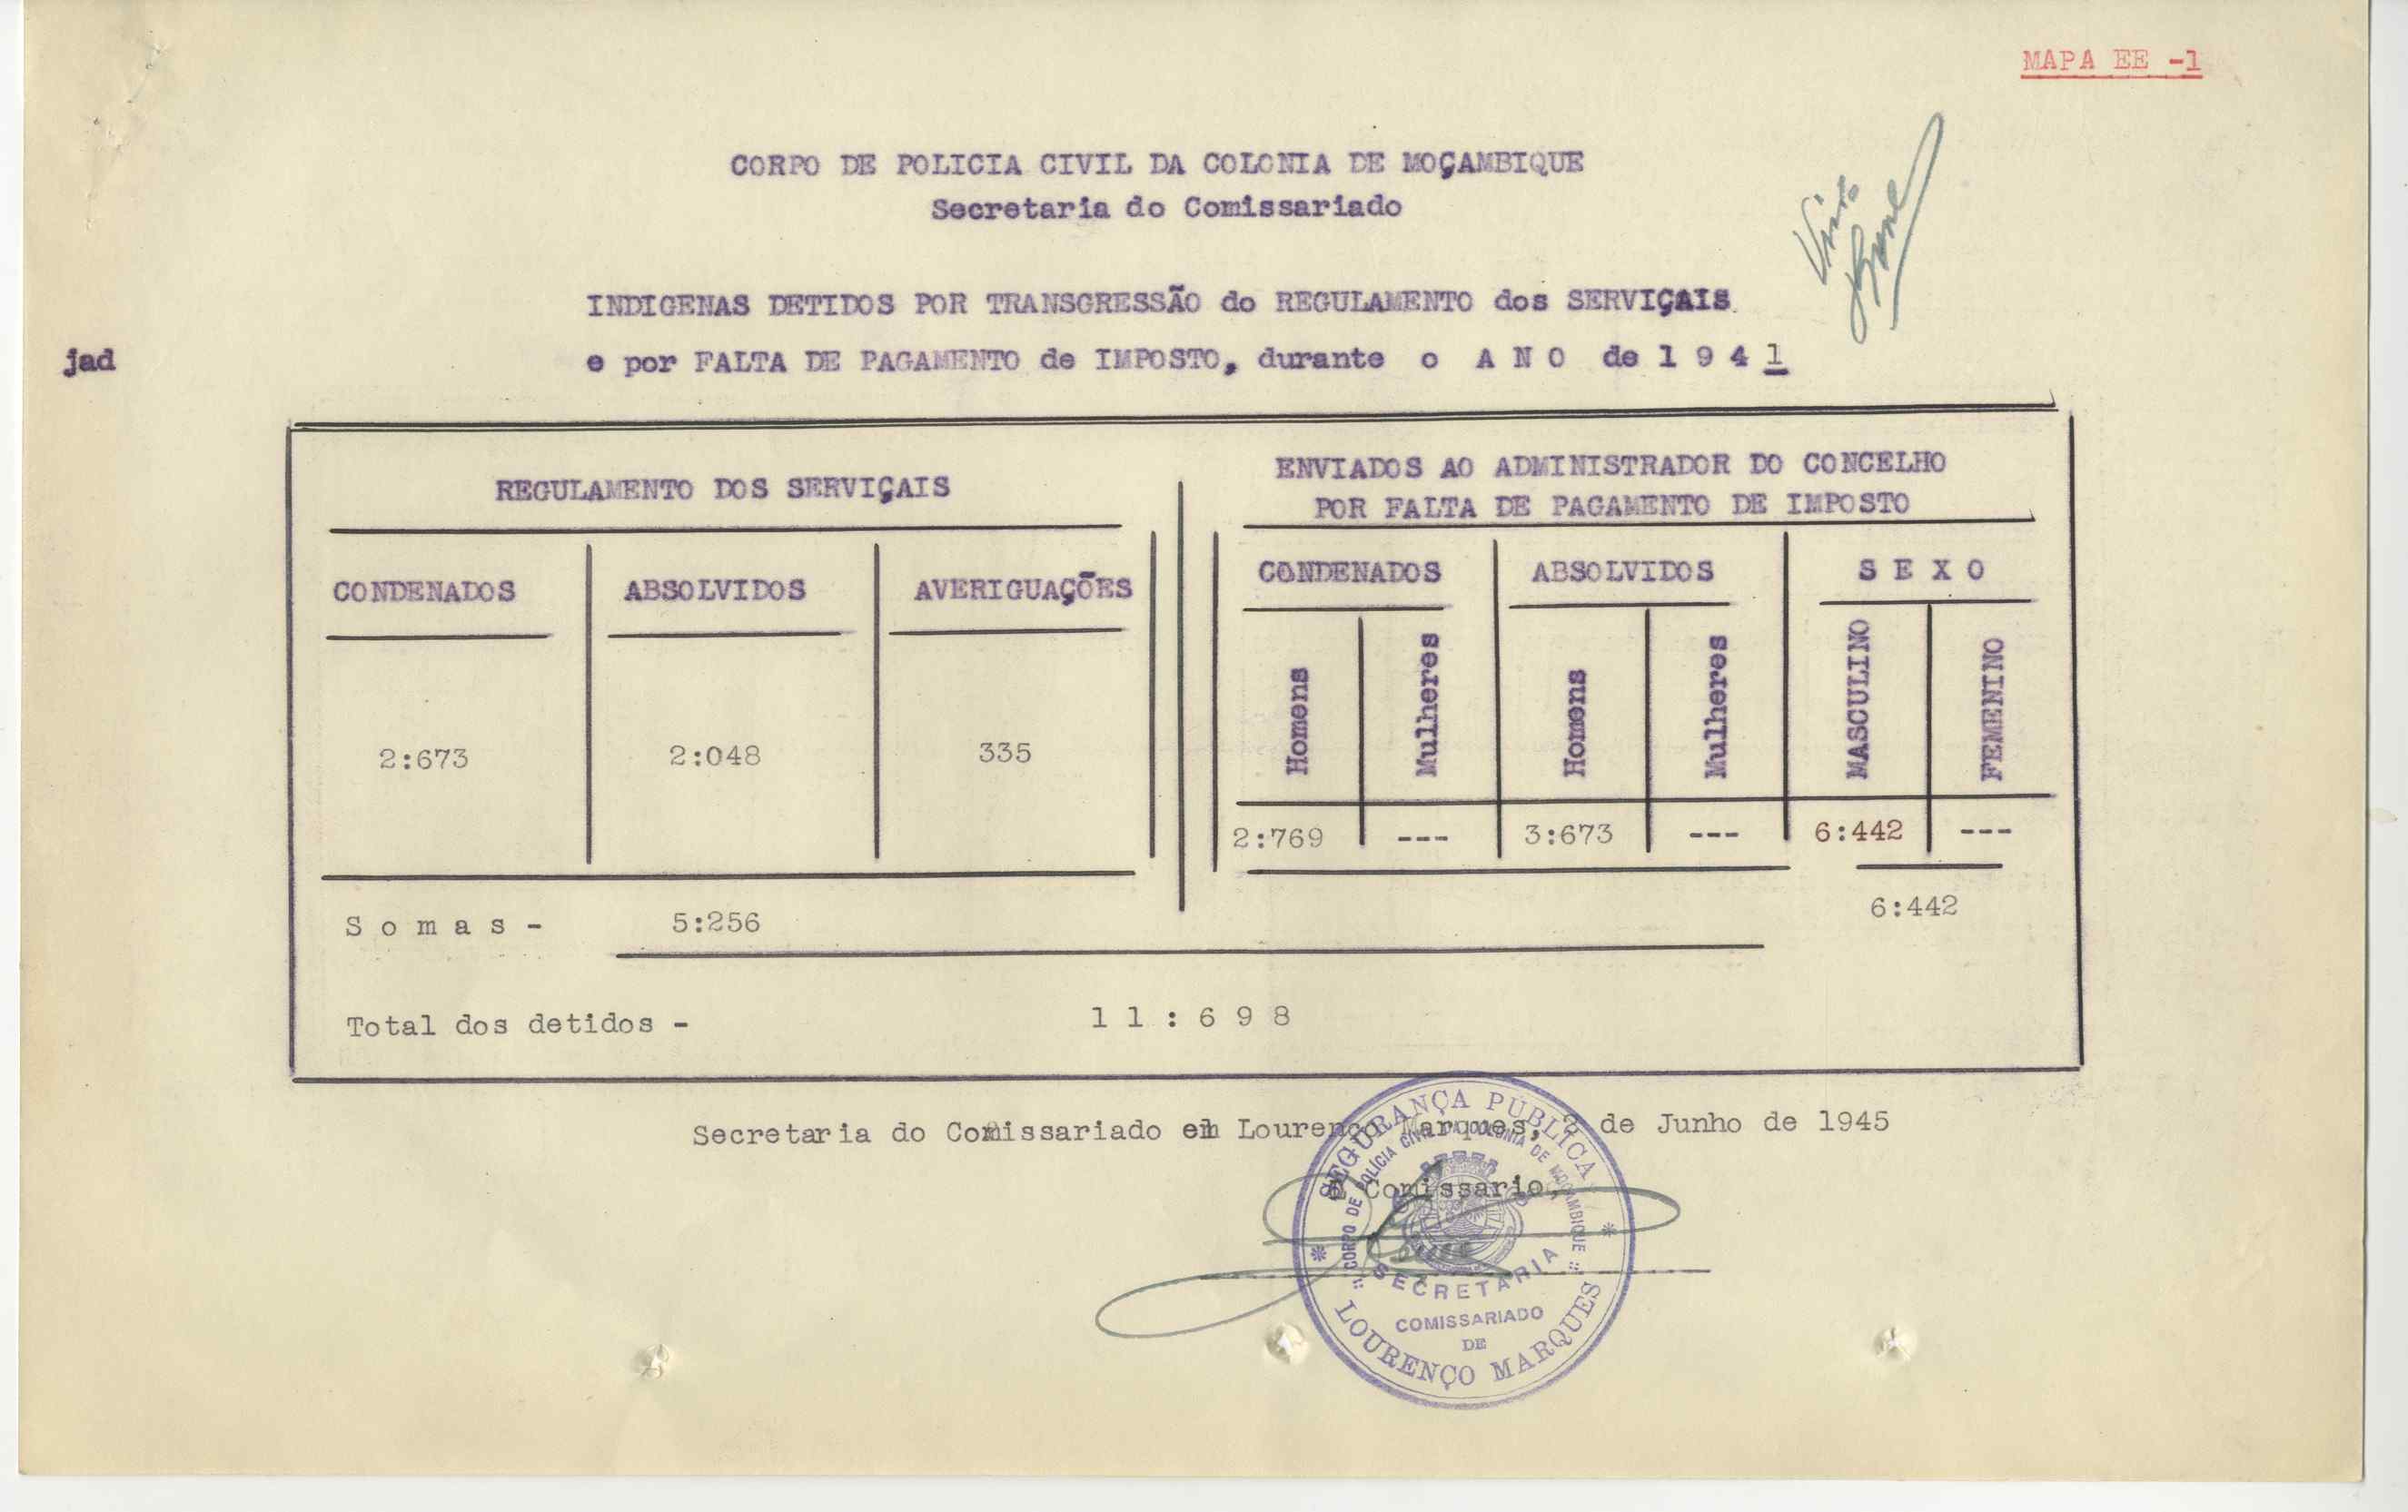 MAPA EE -1
CORPO DE POLICIA CIVIL DA COLONIA DE MOÇAMBIQUE
Secretaria do Comissariado
Visto
INDIGENAS DETIDOS POR TRANSGRESSÃO do REGULAMENTO dos SERVIÇAIS
jad
e por FALTA DE PAGAMENTO de IMPOSTO, durante o A N O de 1 9 4 1
REGULAMENTO DOS SERVIÇAIS
CONDENADOS ABSOLVIDOS AVERIGUAÇÕES
2:673 2:048 335
ENVIADOS AO ADMINISTRADOR DO CONCELHO
POR FALTA DE PAGAMENTO DE IMPOSTO
CONDENADOS ABSOLVIDOS S E X O
Homens Mulheres Homens Mulheres MASCULINO FEMENINO
2:769 --- 3:673 --- 6:442 ---
S o m a s - 5:256 6:442
Total dos detidos - 1 1 : 6 9 8
Secretaria do Comissariado em Lourenço Marques, 2 de Junho de 1945
O Comissario,
SEGURANÇA PUBLICA
CORPO DE POLÍCIA CIVIL DA COLONIA DE MOÇAMBIQUE
SECRETARIA
COMISSARIADO
DE
LOURENÇO MARQUES